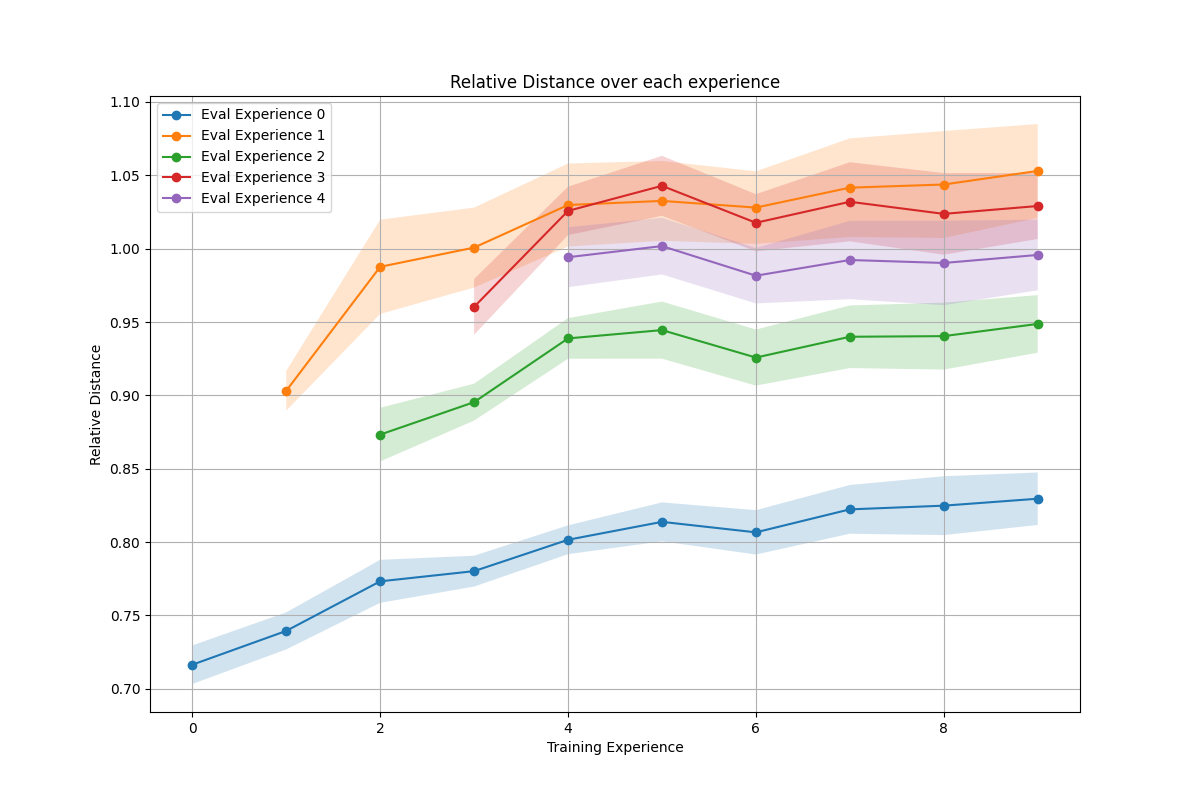 Relative Distance over each experience
Eval Experience 0
Eval Experience 1
Eval Experience 2
Eval Experience 3
Eval Experience 4
Relative Distance
1.10
1.05
1.00
0.95
0.90
0.85
0.80
0.75
0.70
0 2 4 6 8
Training Experience